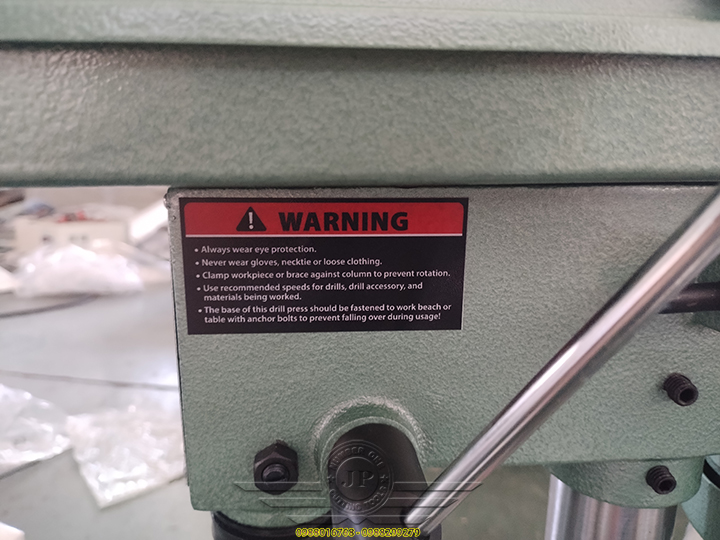 WARNING
• Always wear eye protection.
• Never wear gloves, necktie or loose clothing.
• Clamp workpiece or brace against column to prevent rotation.
• Use recommended speeds for drills, drill accessory, and
materials being worked.
• The base of this drill press should be fastened to work beach or
table with anchor bolts to prevent falling over during usage!
JP
0988016768 - 0988209279